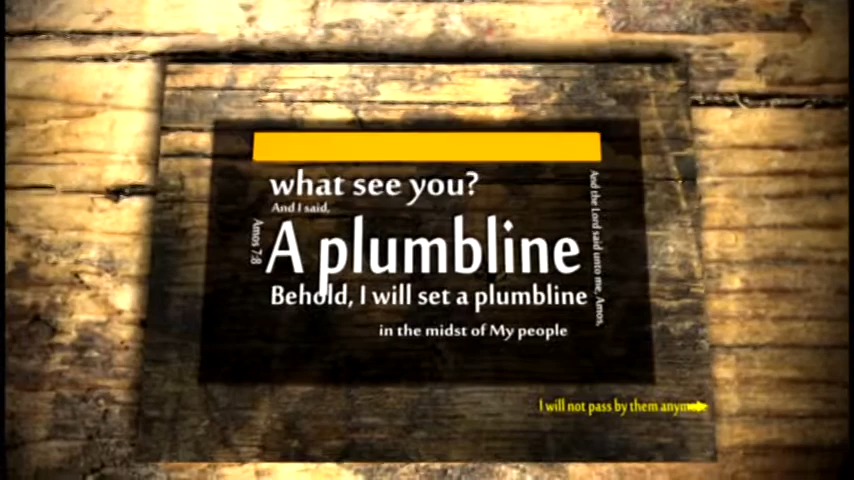 And the Lord said unto me, Amos,
what see you?
And I said,
A plumbline
Amos 7:8
Behold, I will set a plumbline
in the midst of My people
I will not pass by them anymore